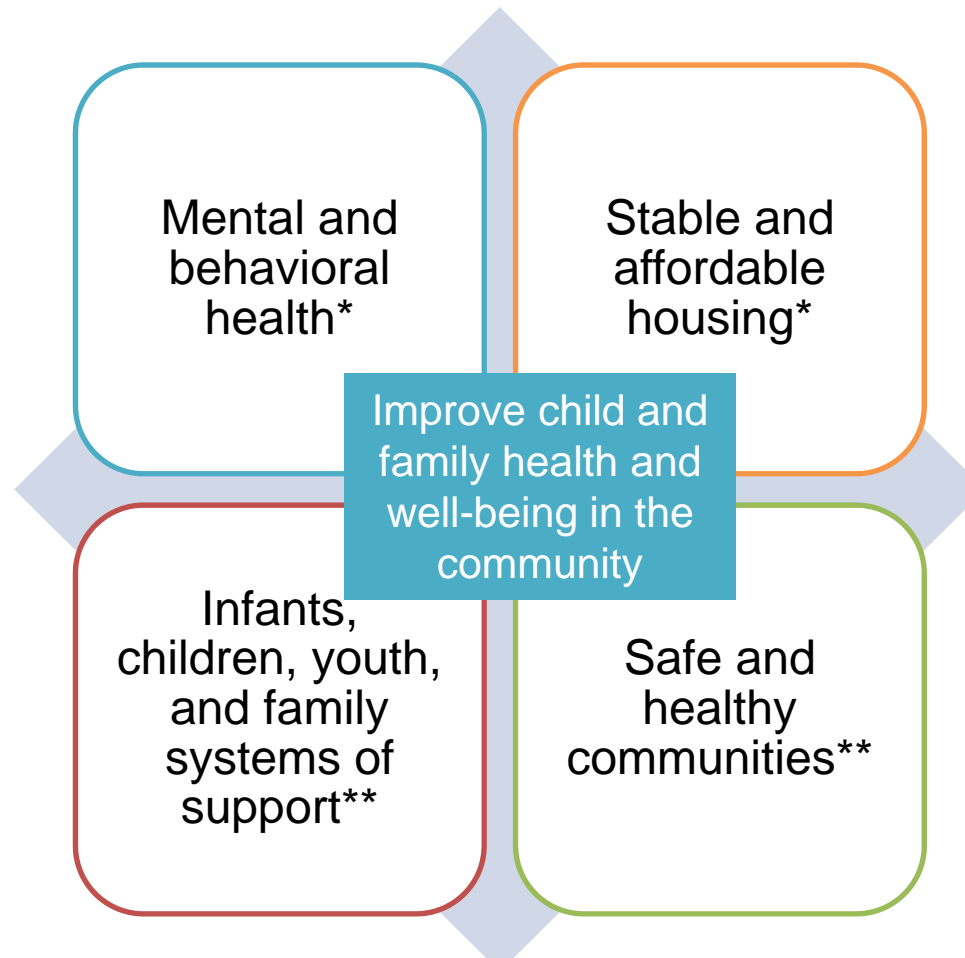 Mental and
behavioral
health*
Stable and
affordable
housing*
Improve child and
family health and
well-being in the
community
Infants,
children, youth,
and family
systems of
support**
Safe and
healthy
communities**